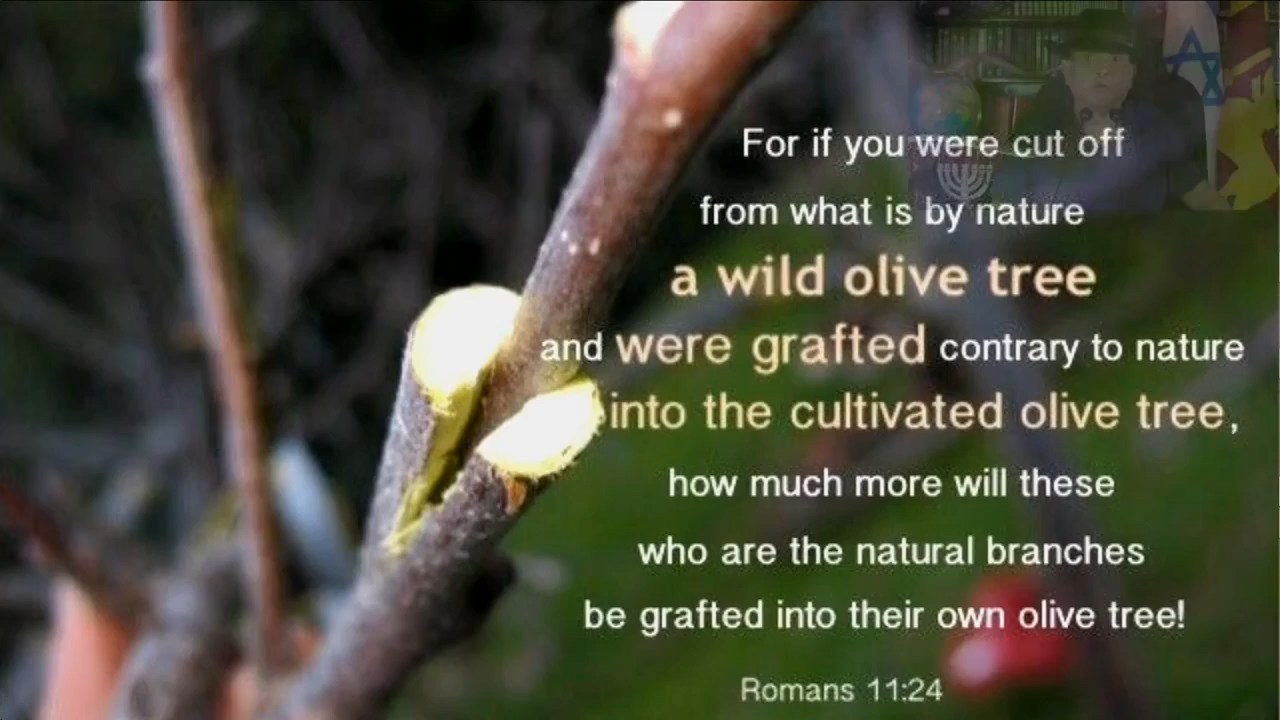 For if you were cut off
from what is by nature
a wild olive tree
and were grafted contrary to nature
into the cultivated olive tree,
how much more will these
who are the natural branches
be grafted into their own olive tree!
Romans 11:24